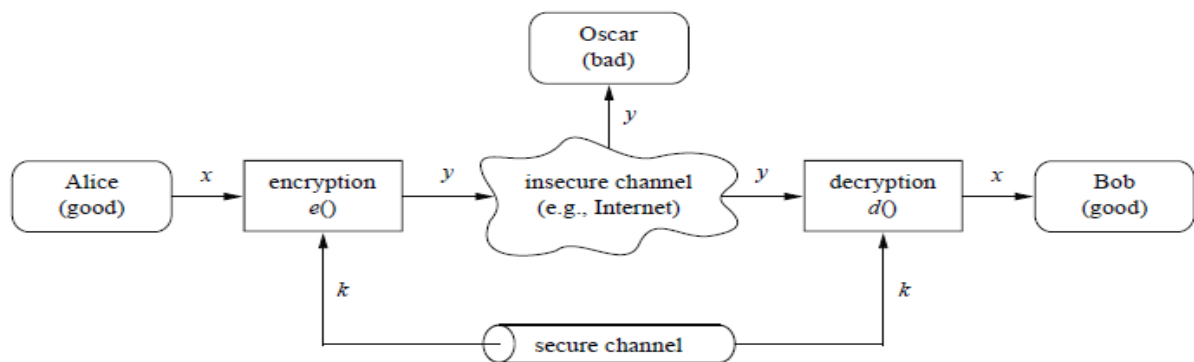 Oscar
(bad)
y
Alice
(good)
x
encryption
e()
y
insecure channel
(e.g., Internet)
y
decryption
d()
x
Bob
(good)
k
k
secure channel